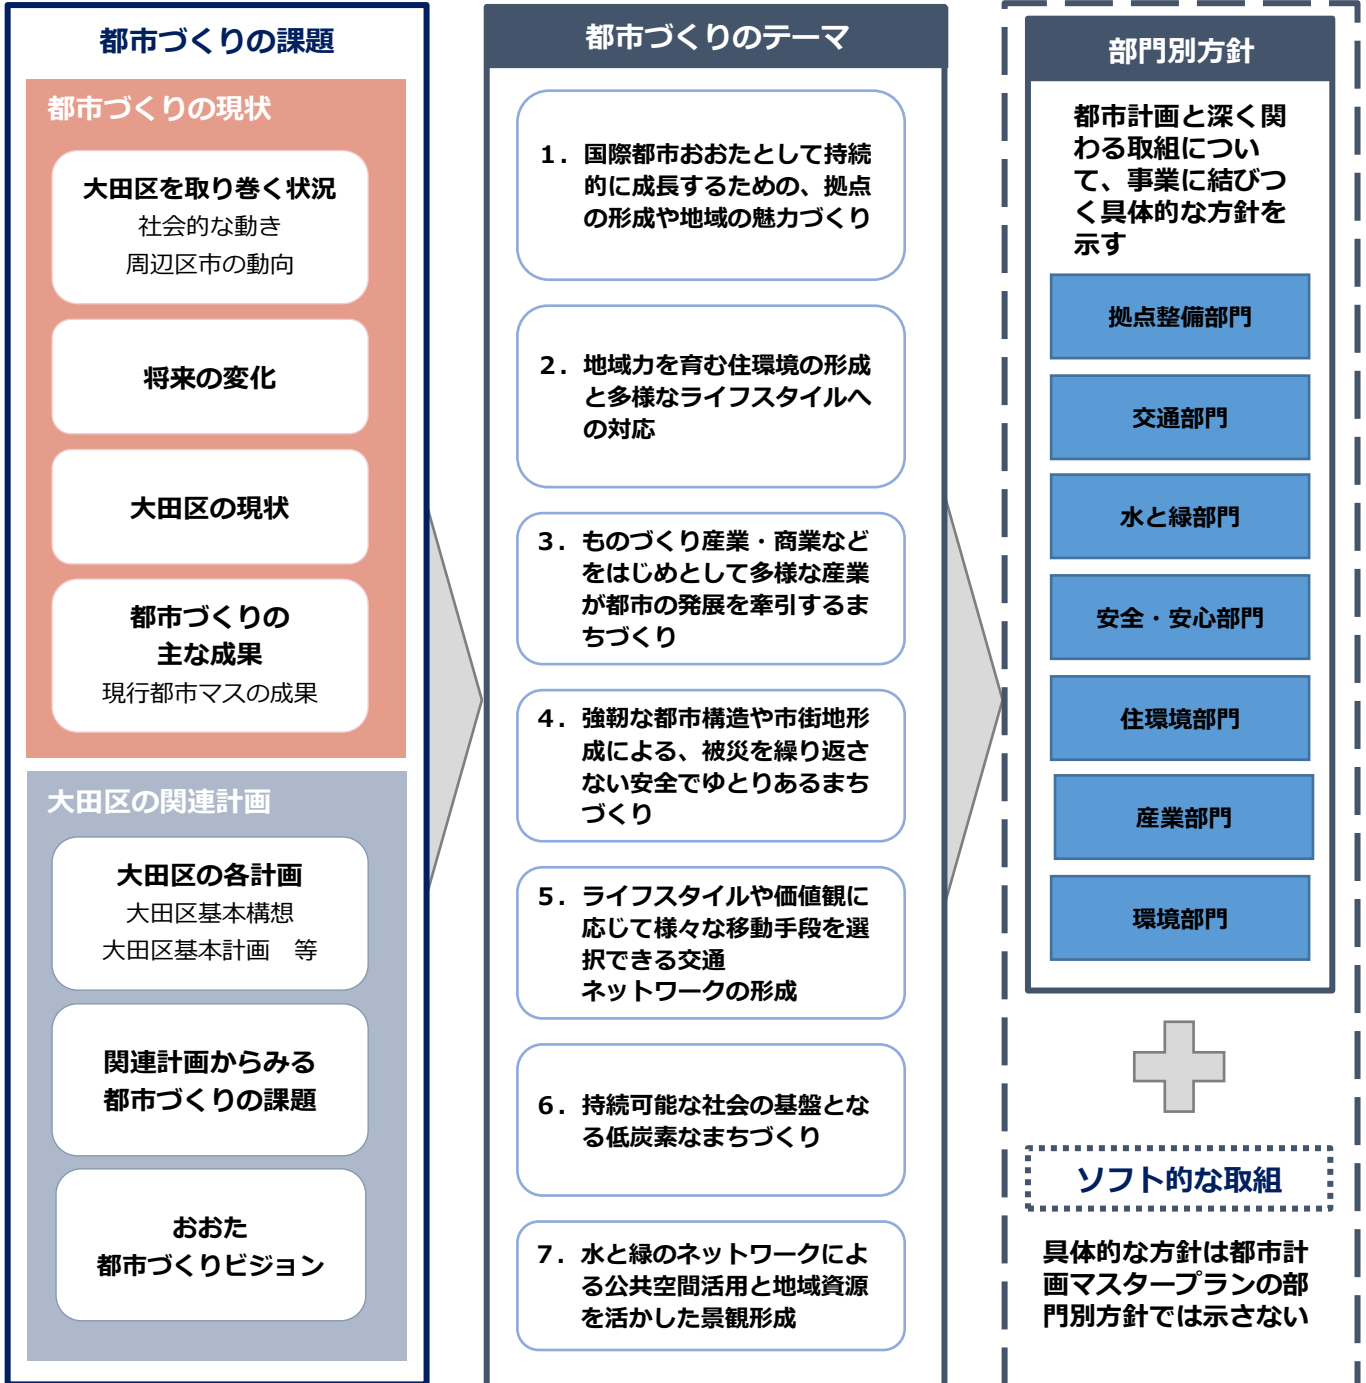 都市づくりの課題
都市づくりの現状
大田区を取り巻く状況
社会的な動き
周辺区市の動向
将来の変化
大田区の現状
都市づくりの
主な成果
現行都市マスの成果
大田区の関連計画
大田区の各計画
大田区基本構想
大田区基本計画　等
関連計画からみる
都市づくりの課題
おおた
都市づくりビジョン
都市づくりのテーマ
1．国際都市おおたとして持続
的に成長するための、拠点
の形成や地域の魅力づくり
2．地域力を育む住環境の形成
と多様なライフスタイルへ
の対応
3．ものづくり産業・商業など
をはじめとして多様な産業
が都市の発展を牽引するま
ちづくり
4．強靭な都市構造や市街地形
成による、被災を繰り返さ
ない安全でゆとりあるまち
づくり
5．ライフスタイルや価値観に
応じて様々な移動手段を選
択できる交通
ネットワークの形成
6．持続可能な社会の基盤とな
る低炭素なまちづくり
7．水と緑のネットワークによ
る公共空間活用と地域資源
を活かした景観形成
部門別方針
都市計画と深く関
わる取組につい
て、事業に結びつ
く具体的な方針を
示す
拠点整備部門
交通部門
水と緑部門
安全・安心部門
住環境部門
産業部門
環境部門
ソフト的な取組
具体的な方針は都市計
画マスタープランの部
門別方針では示さない